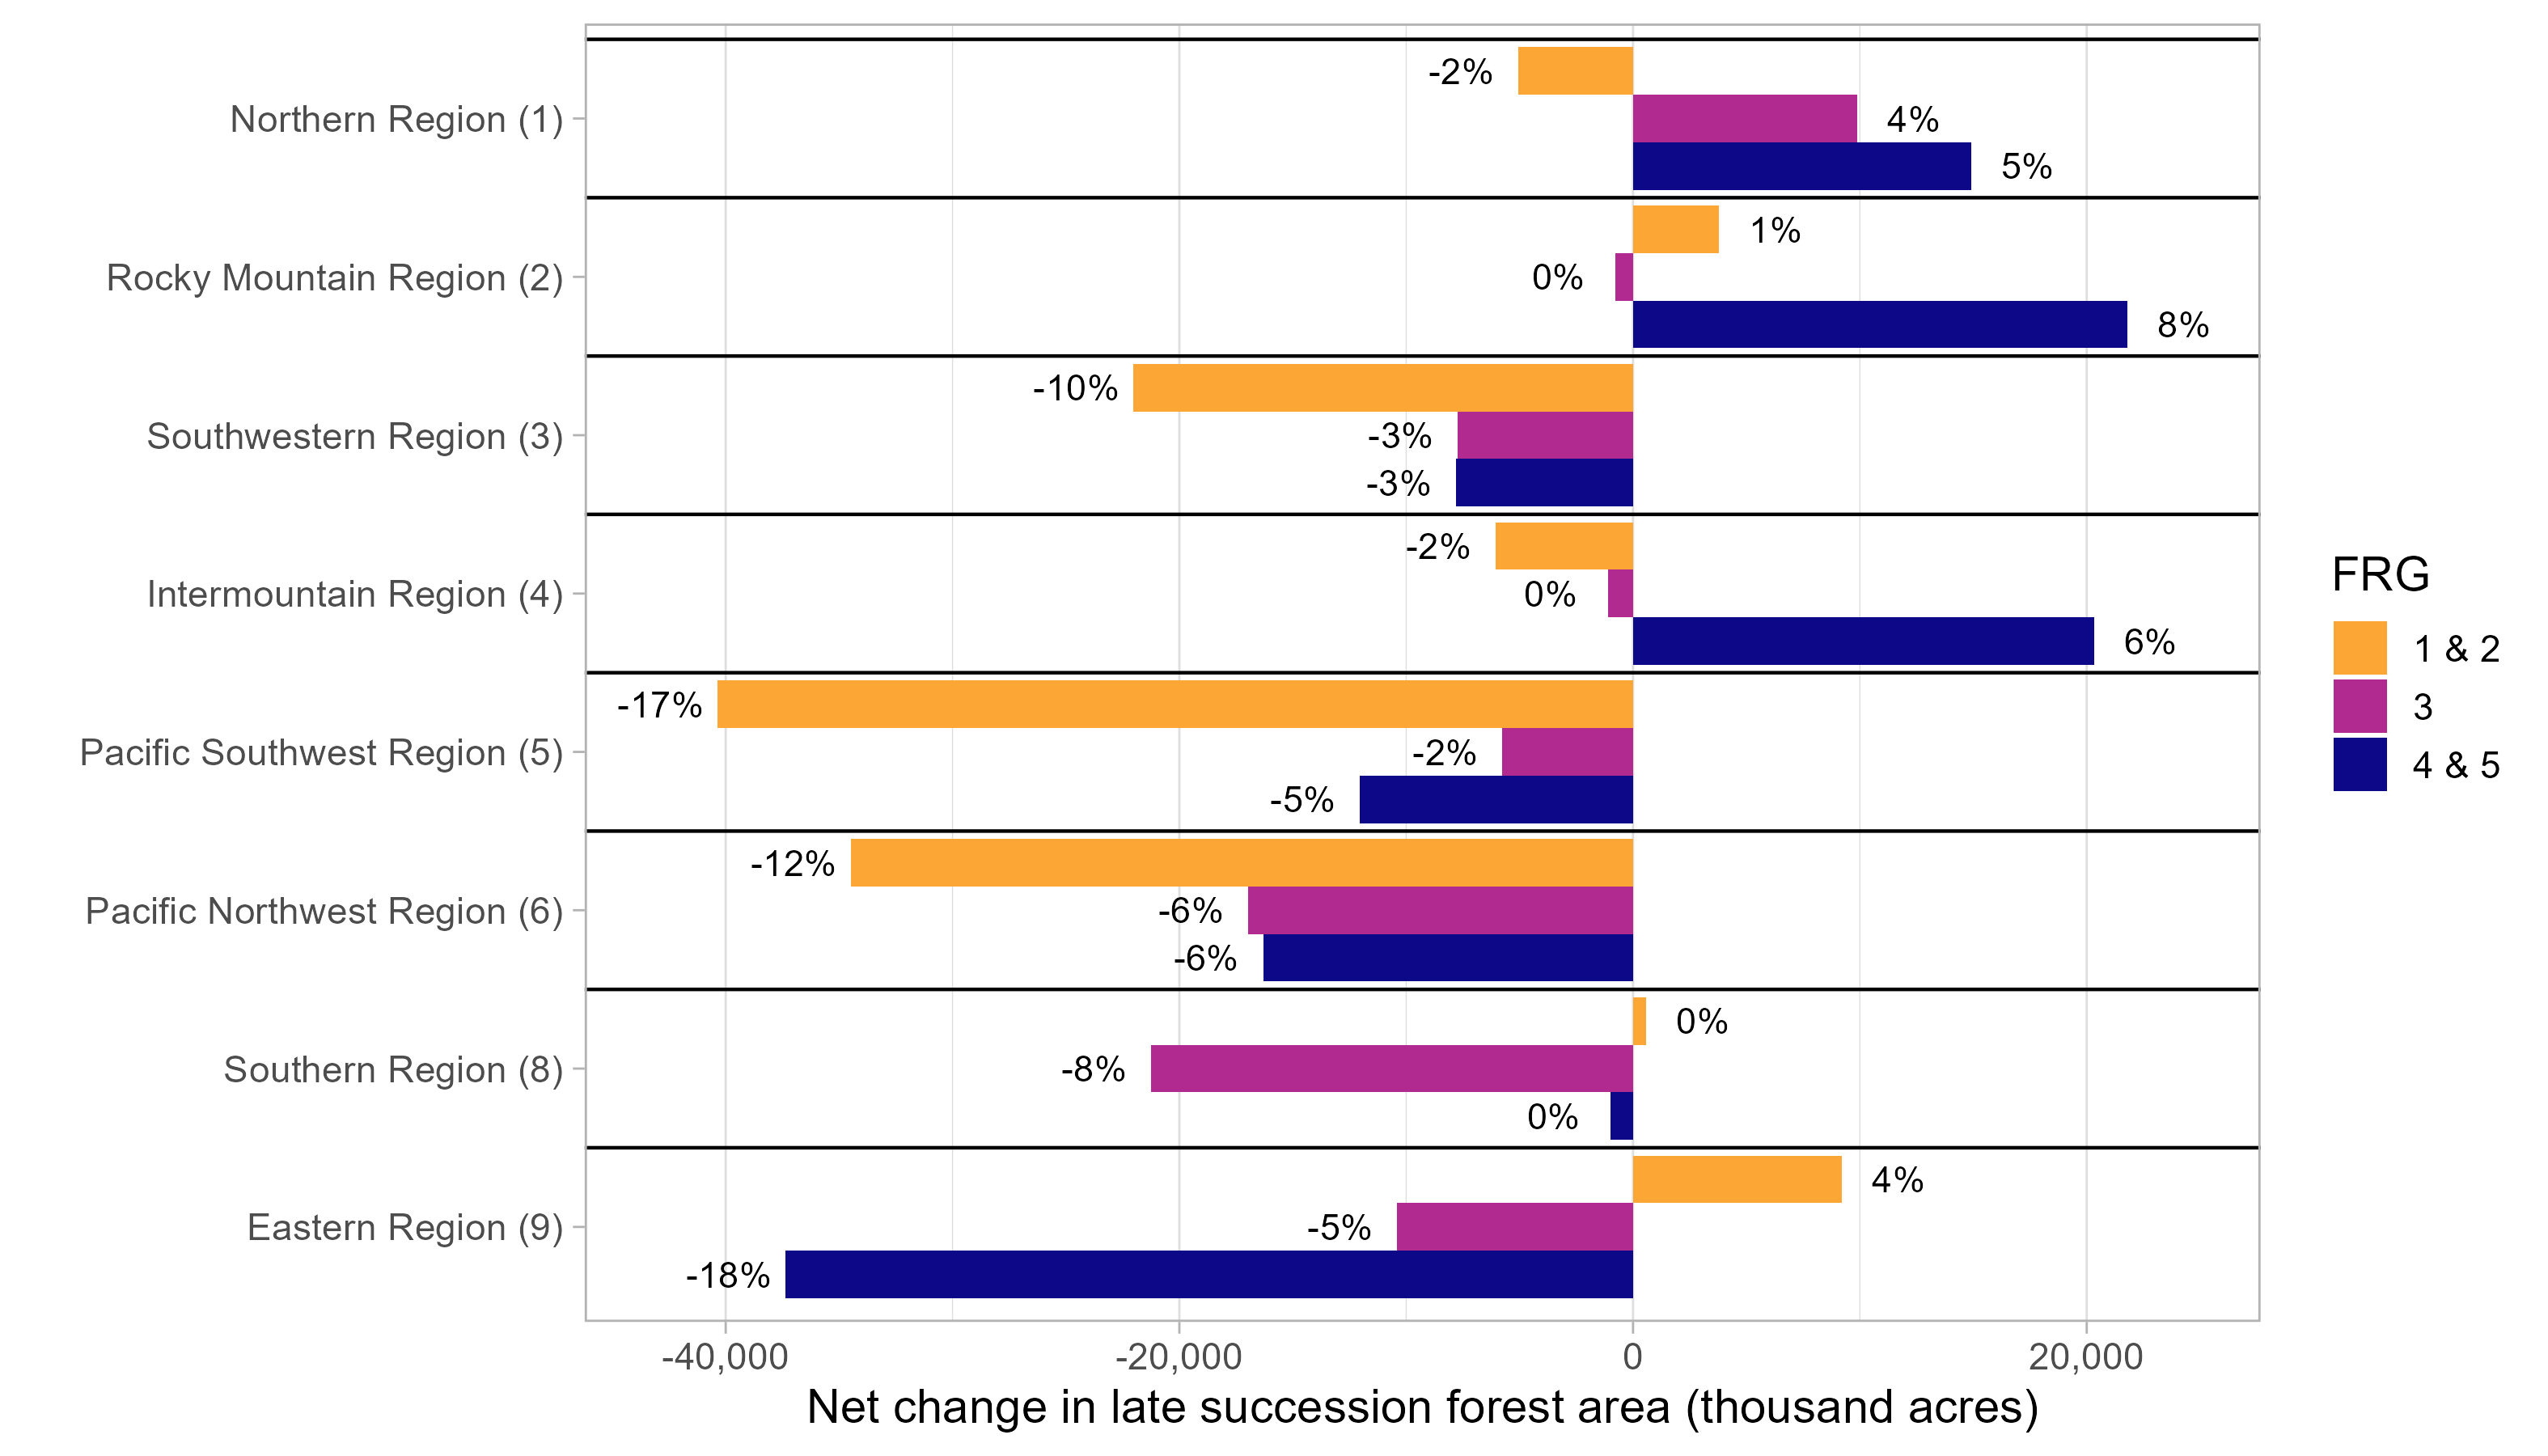 -2%
Northern Region (1)
4%
5%
1%
Rocky Mountain Region (2)
0%
8%
-10%
Southwestern Region (3)
-3%
-3%
-2%
Intermountain Region (4)
0%
6%
-17%
Pacific Southwest Region (5)
-2%
-5%
-12%
Pacific Northwest Region (6)
-6%
-6%
0%
Southern Region (8)
-8%
0%
4%
Eastern Region (9)
-5%
-18%
-40,000
-20,000
0
20,000
Net change in late succession forest area (thousand acres)
FRG
1 & 2
3
4 & 5